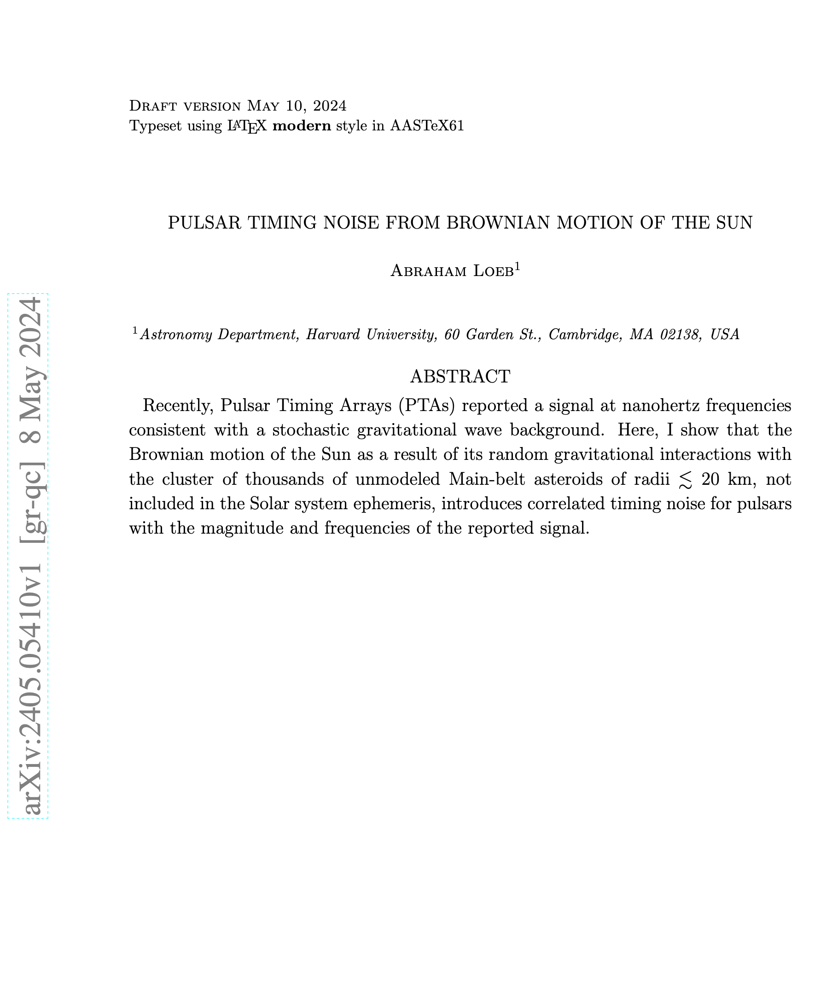 Draft version May 10, 2024
Typeset using LATEX modern style in AASTeX61
PULSAR TIMING NOISE FROM BROWNIAN MOTION OF THE SUN
Abraham Loeb¹
¹Astronomy Department, Harvard University, 60 Garden St., Cambridge, MA 02138, USA
ABSTRACT
Recently, Pulsar Timing Arrays (PTAs) reported a signal at nanohertz frequencies
consistent with a stochastic gravitational wave background. Here, I show that the
Brownian motion of the Sun as a result of its random gravitational interactions with
the cluster of thousands of unmodeled Main-belt asteroids of radii ≲ 20 km, not
included in the Solar system ephemeris, introduces correlated timing noise for pulsars
with the magnitude and frequencies of the reported signal.
arXiv:2405.05410v1 [gr-qc] 8 May 2024